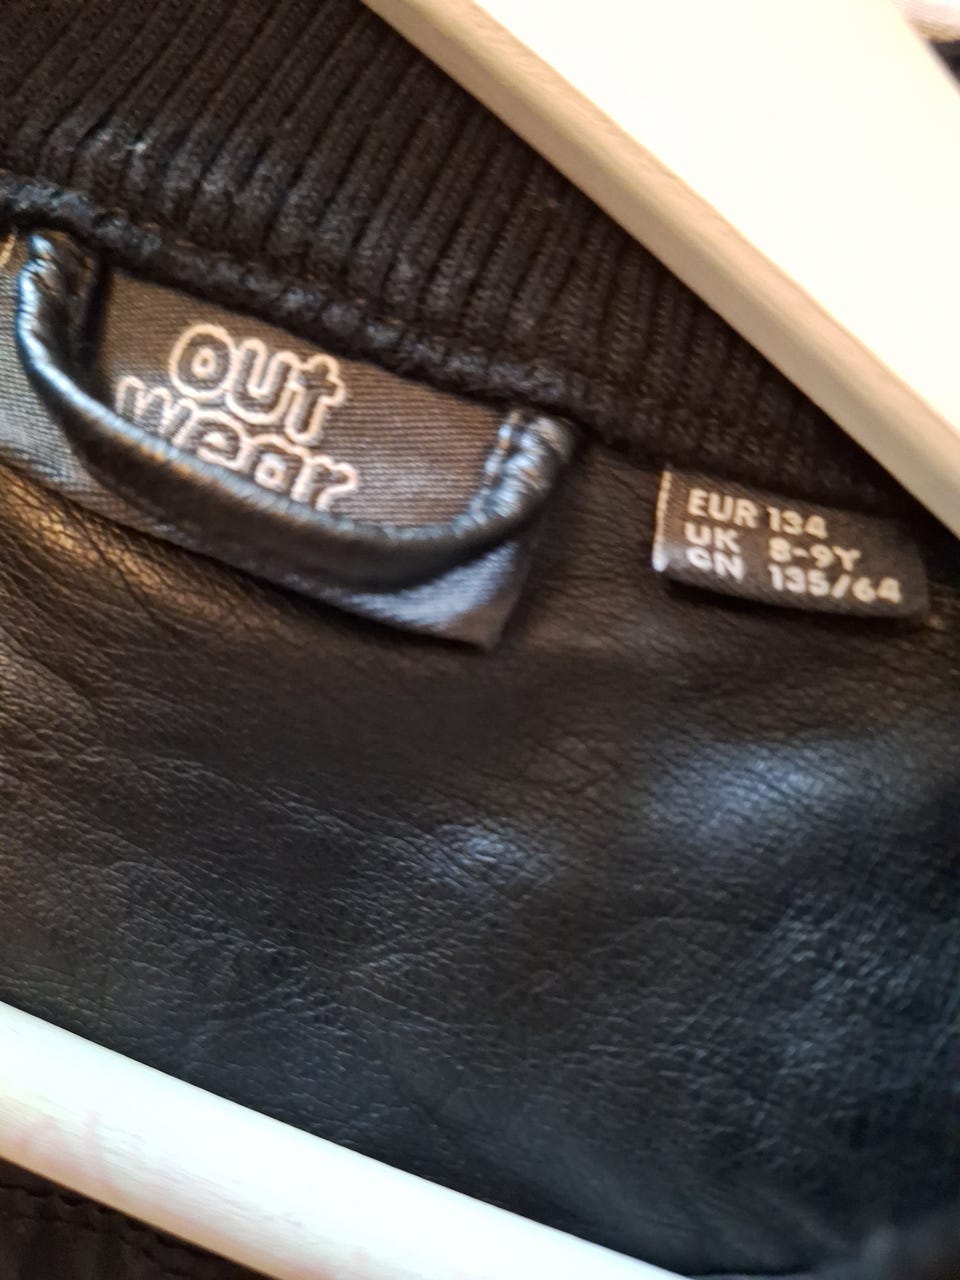 out
wear
EUR 134
UK 8-9Y
CN 135/64